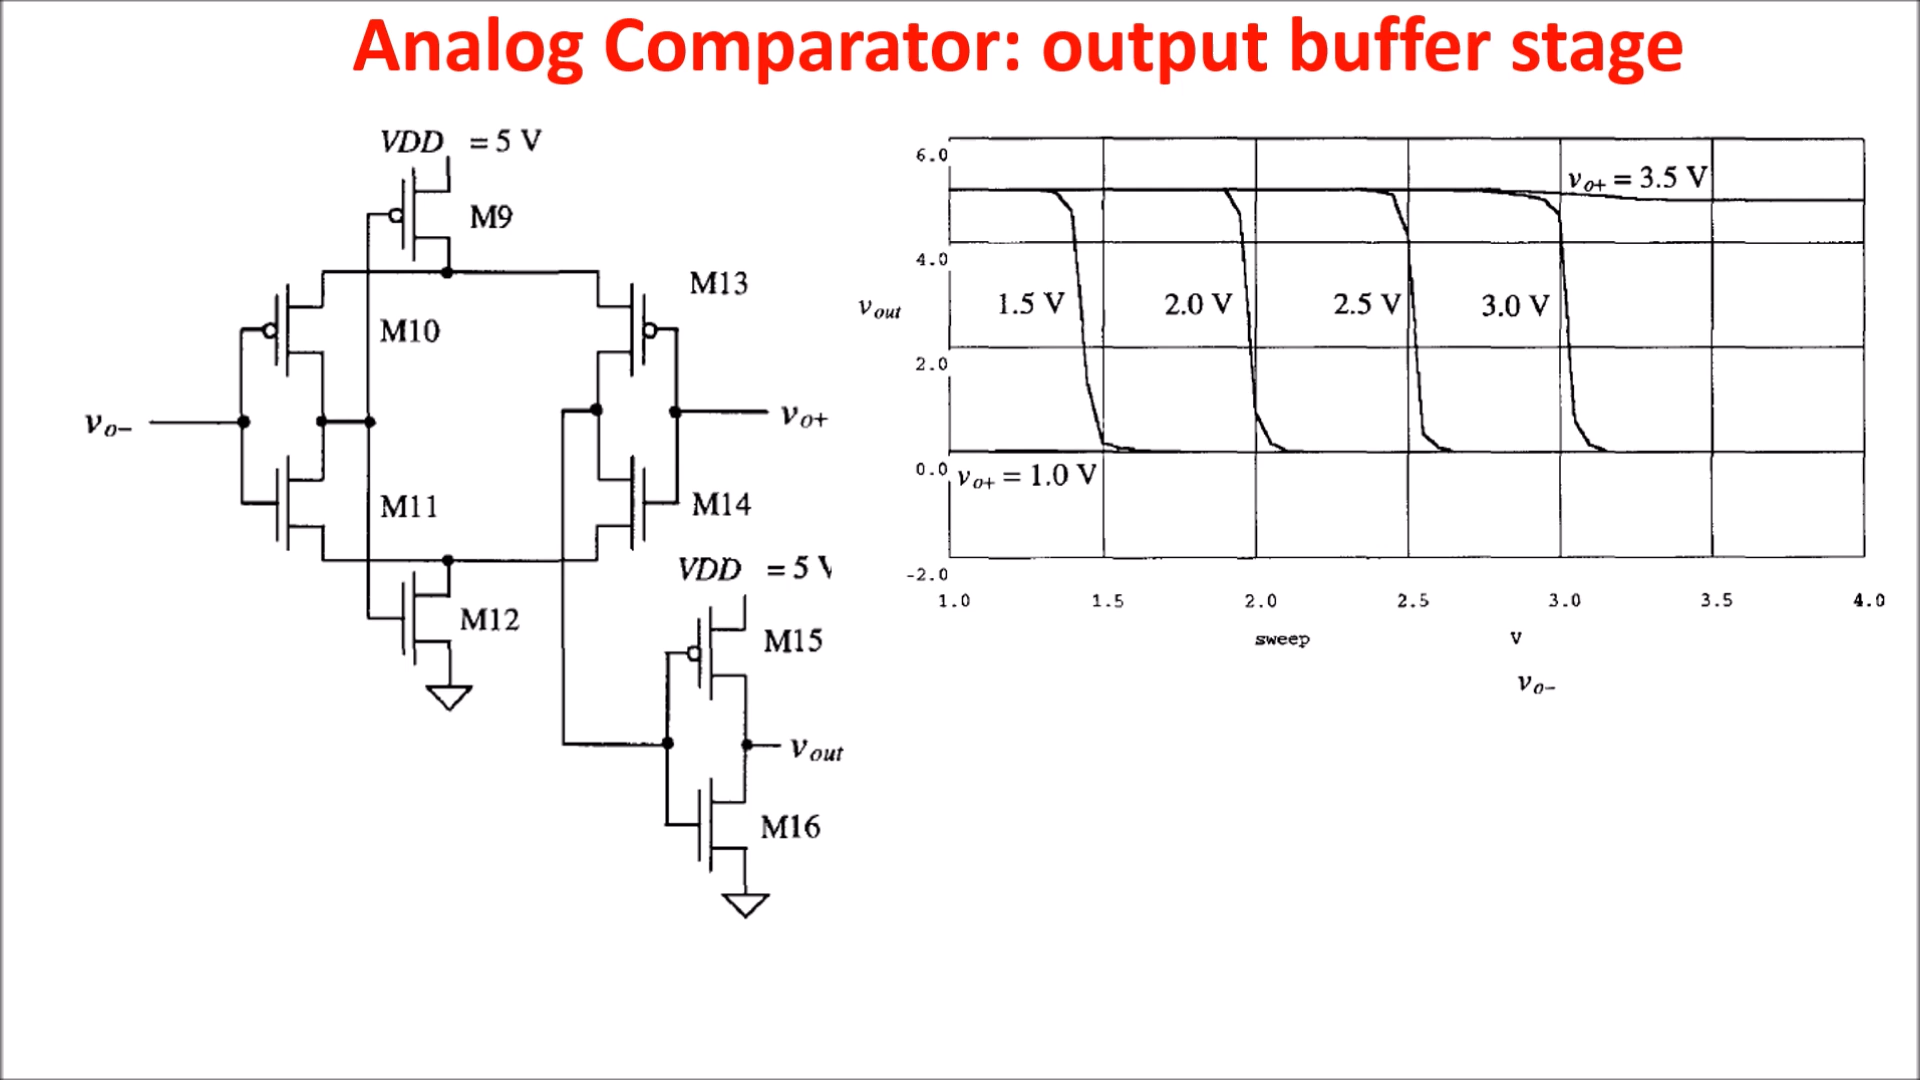 Analog Comparator: output buffer stage
VDD = 5 V
M9
M13
M10
vo−
vo+
M11
M14
VDD = 5 V
M12
M15
vout
M16
6.0
vo+ = 3.5 V
4.0
vout
1.5 V
2.0 V
2.5 V
3.0 V
2.0
0.0
vo+ = 1.0 V
-2.0
1.0 1.5 2.0 2.5 3.0 3.5 4.0
sweep V
vo−